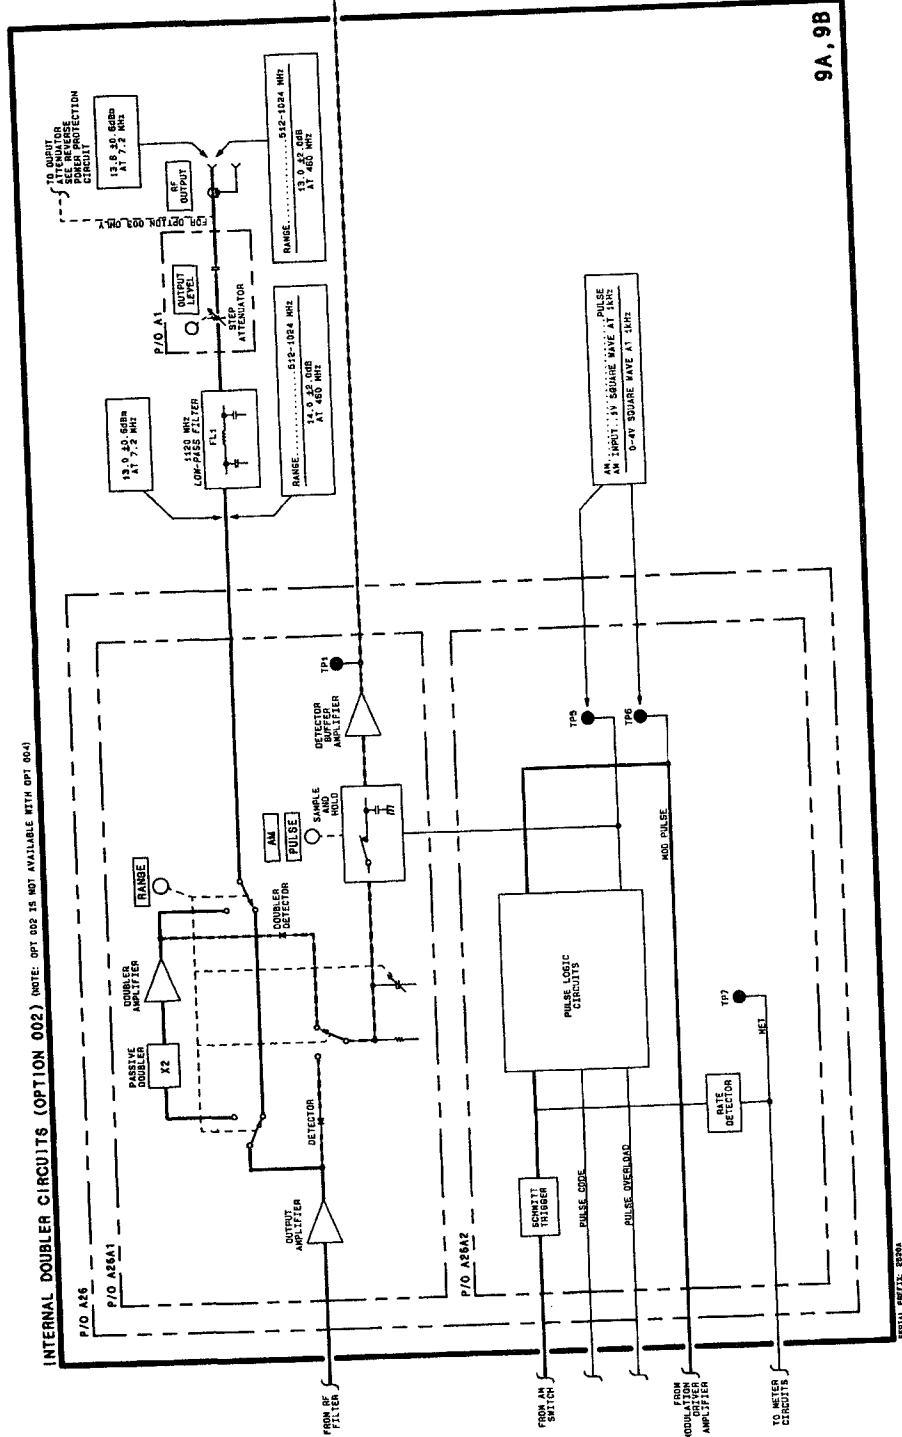 INTERNAL DOUBLER CIRCUITS (OPTION 002) (NOTE: OPT 002 IS NOT AVAILABLE WITH OPT 004)
P/O A26
P/O A26A1
FROM RF
FILTER
OUTPUT
AMPLIFIER
DETECTOR
PASSIVE
DOUBLER
X2
DOUBLER
AMPLIFIER
RANGE
DOUBLER
DETECTOR
AM
PULSE
SAMPLE
AND
HOLD
DETECTOR
BUFFER
AMPLIFIER
TP1
13.0 ±0.6dBm
AT 7.2 MHz
1120 MHz
LOW-PASS FILTER
FL1
RANGE..........512-1024 MHz
14.0 ±2.0dB
AT 460 MHz
P/O A1
OUTPUT
LEVEL
STEP
ATTENUATOR
FOR OPTION 003 ONLY
TO OUPUT
ATTENUATOR
SEE REVERSE
POWER PROTECTION
CIRCUIT
13.8 ±0.6dBm
AT 7.2 MHz
RF
OUTPUT
RANGE..........512-1024 MHz
13.0 ±2.0dB
AT 460 MHz
P/O A26A2
FROM AM
SWITCH
SCHMITT
TRIGGER
PULSE CODE
PULSE OVERLOAD
FROM
MODULATION
DRIVER
AMPLIFIER
TO METER
CIRCUITS
RATE
DETECTOR
MET
TP7
PULSE LOGIC
CIRCUITS
MOD PULSE
TP5
TP6
AM..............PULSE
AM INPUT..1V SQUARE WAVE AT 1kHz
0-4V SQUARE WAVE AT 1kHz
9A,9B
SERIAL PREFIX: 2520A